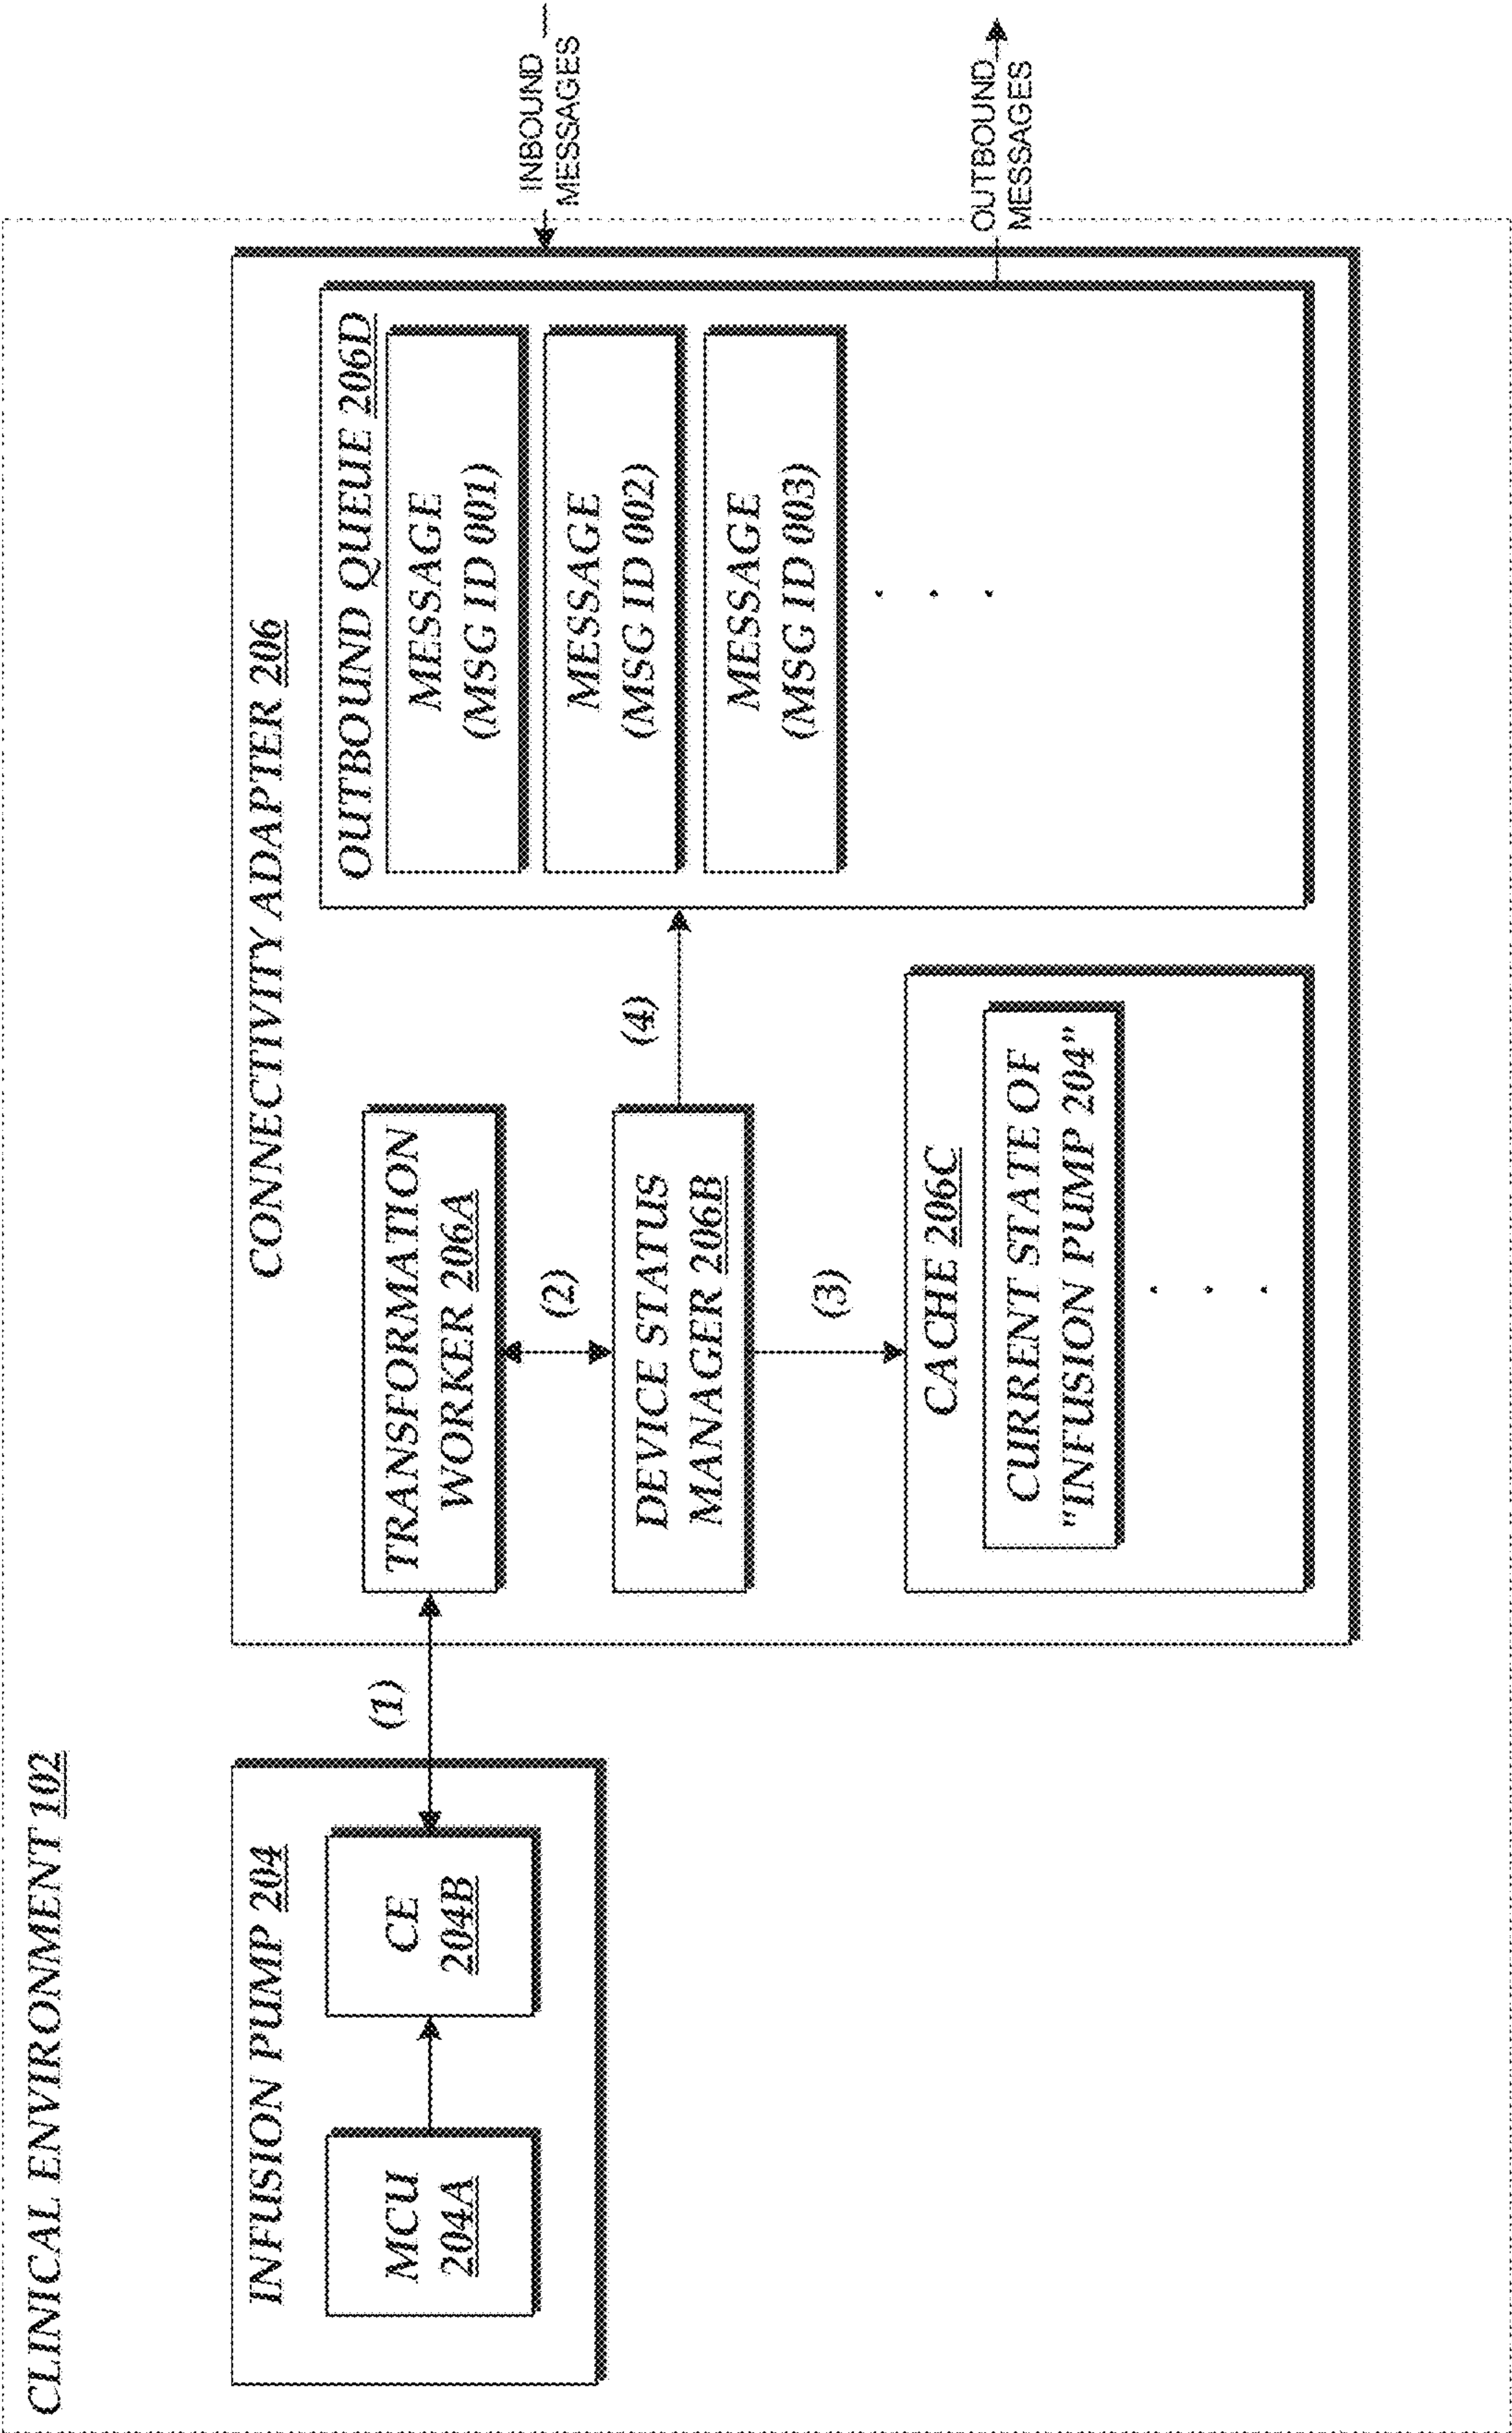 CLINICAL ENVIRONMENT 102
INFUSION PUMP 204
MCU
204A
CE
204B
(1)
CONNECTIVITY ADAPTER 206
TRANSFORMATION
WORKER 206A
(2)
DEVICE STATUS
MANAGER 206B
(3)
(4)
CACHE 206C
CURRENT STATE OF
"INFUSION PUMP 204"
. . .
OUTBOUND QUEUE 206D
MESSAGE
(MSG ID 001)
MESSAGE
(MSG ID 002)
MESSAGE
(MSG ID 003)
. . .
INBOUND
MESSAGES
OUTBOUND
MESSAGES